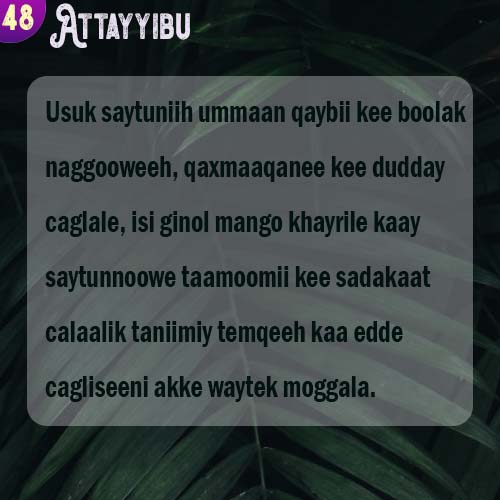 48
Attayyibu
Usuk saytuniih ummaan qaybii kee boolak
naggooweeh, qaxmaaqanee kee dudday
caglale, isi ginol mango khayrile kaay
saytunnoowe taamoomii kee sadakaat
calaalik taniimiy temqeeh kaa edde
cagliseeni akke waytek moggala.